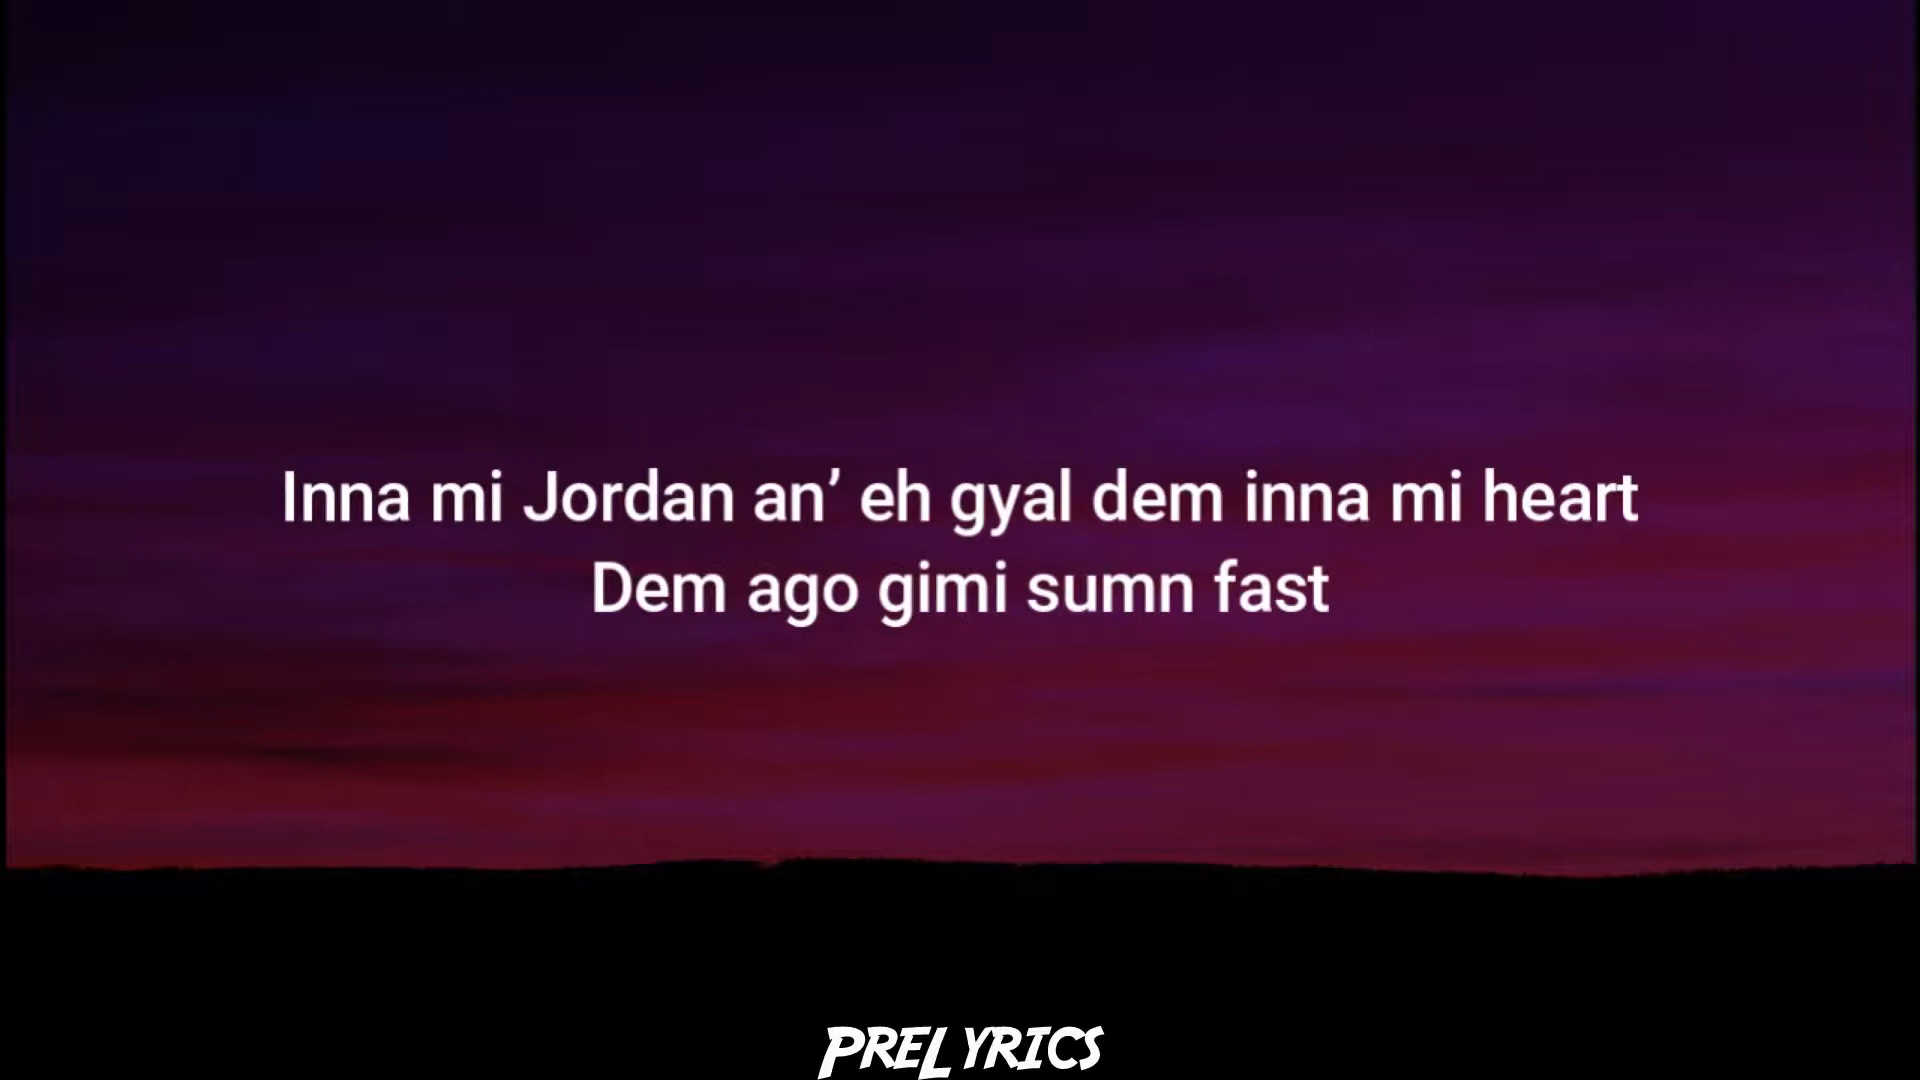 Inna mi Jordan an’ eh gyal dem inna mi heart
Dem ago gimi sumn fast
PRELYRICS